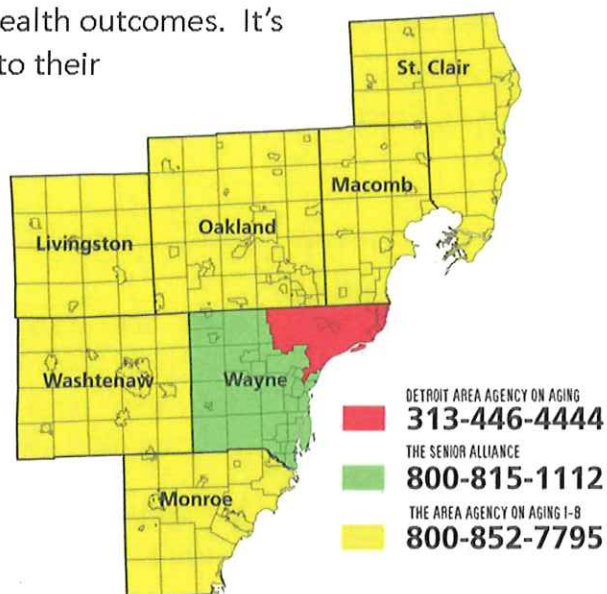 ealth outcomes.  It's
to their
St. Clair
Macomb
Oakland
Livingston
Washtenaw
Wayne
Monroe
DETROIT AREA AGENCY ON AGING
313-446-4444
THE SENIOR ALLIANCE
800-815-1112
THE AREA AGENCY ON AGING 1-B
800-852-7795